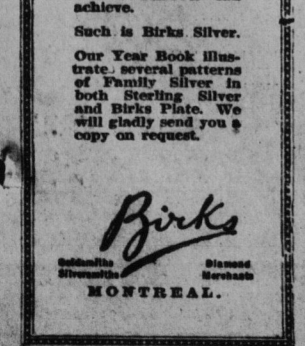 achieve.
Such is Birks Silver.
Our Year Book illus-
trate several patterns
of Family Silver in
both Sterling Silver
and Birks Plate. We
will gladly send you a
copy on request.
Birks
Goldsmiths Diamond
Silversmiths Merchants
MONTREAL.